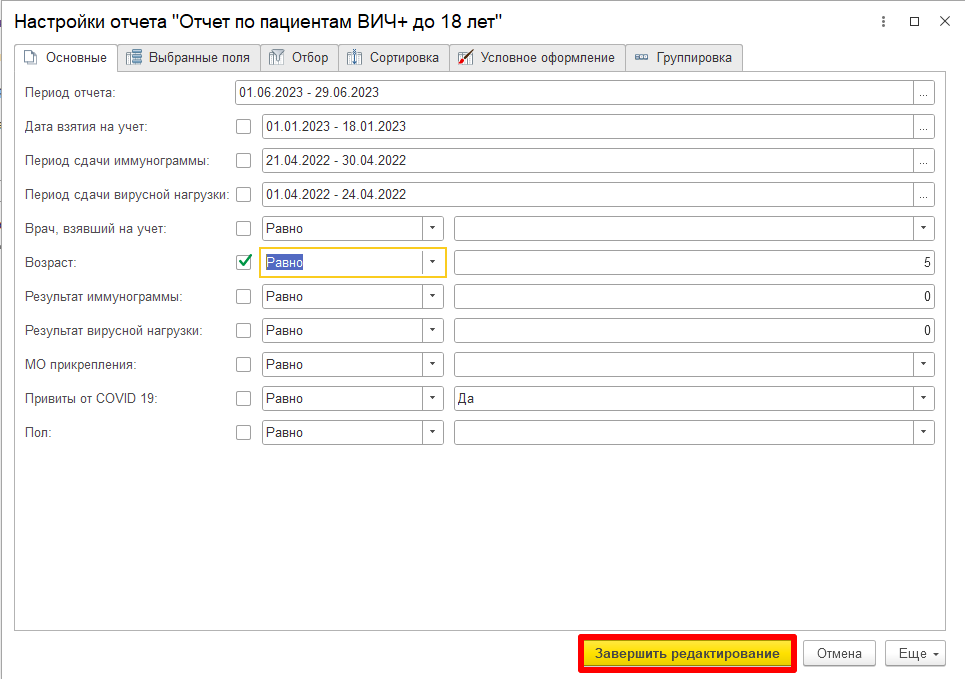 Настройки отчета "Отчет по пациентам ВИЧ+ до 18 лет"
Основные Выбранные поля Отбор Сортировка Условное оформление Группировка
Период отчета: 01.06.2023 - 29.06.2023 ...
Дата взятия на учет: 01.01.2023 - 18.01.2023 ...
Период сдачи иммунограммы: 21.04.2022 - 30.04.2022 ...
Период сдачи вирусной нагрузки: 01.04.2022 - 24.04.2022 ...
Врач, взявший на учет: Равно
Возраст: Равно 5
Результат иммунограммы: Равно 0
Результат вирусной нагрузки: Равно 0
МО прикрепления: Равно
Привиты от COVID 19: Равно Да
Пол: Равно
Завершить редактирование Отмена Еще